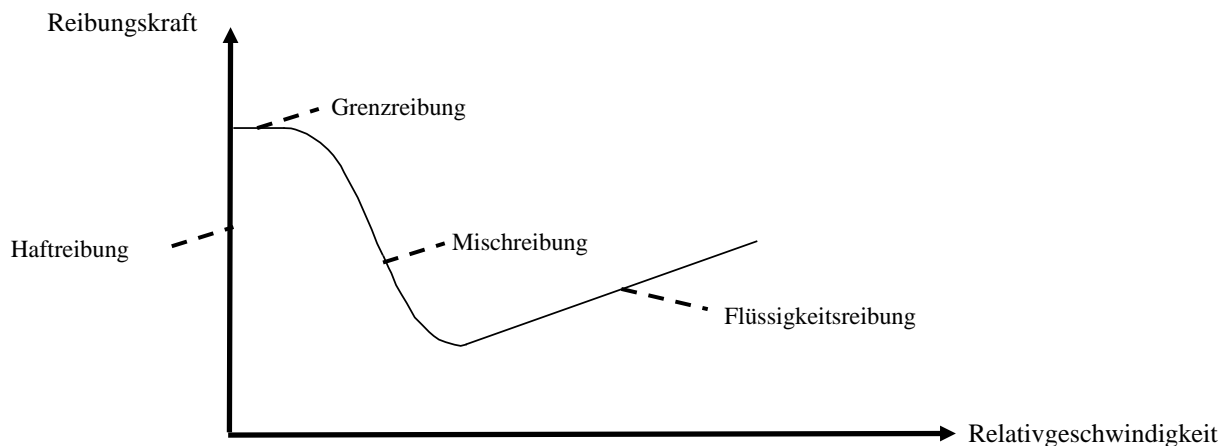 Reibungskraft
Grenzreibung
Haftreibung
Mischreibung
Flüssigkeitsreibung
Relativgeschwindigkeit